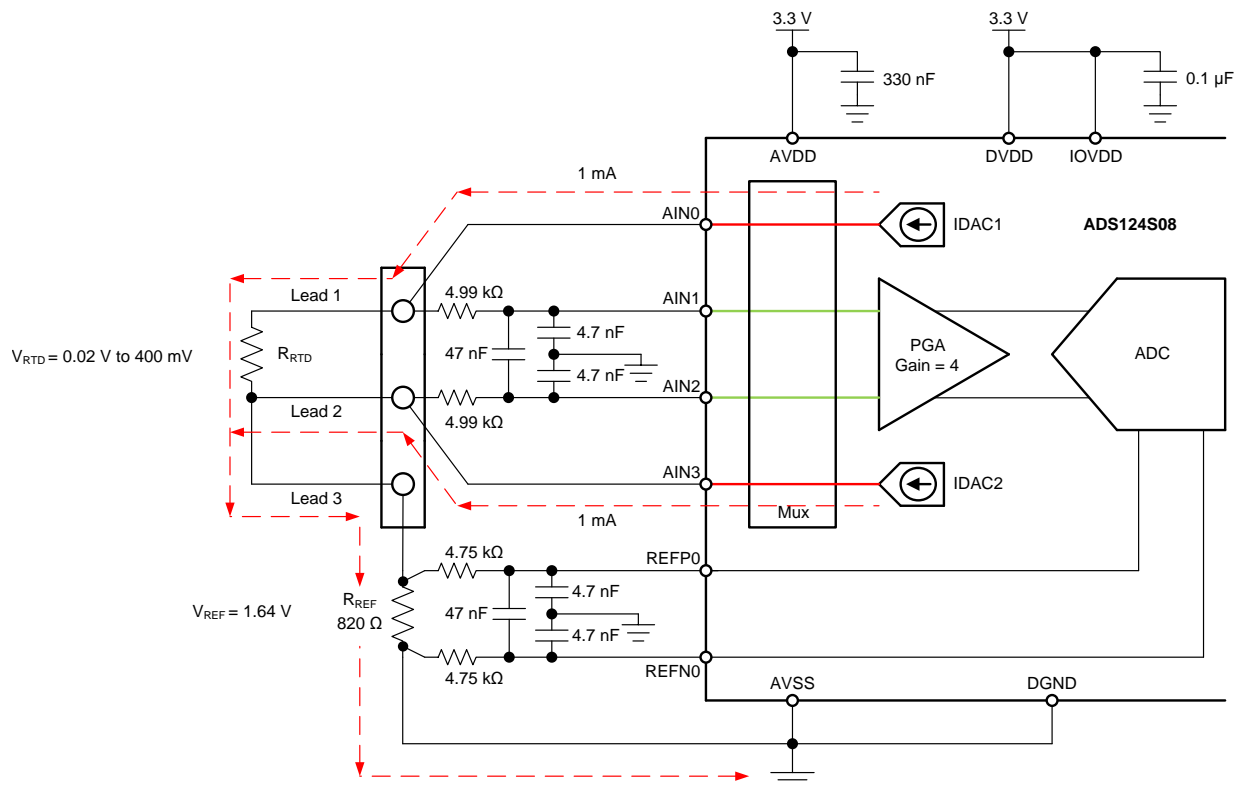 3.3 V
3.3 V
330 nF
0.1 µF
AVDD
DVDD
IOVDD
1 mA
AIN0
IDAC1
ADS124S08
Lead 1
4.99 kΩ
AIN1
4.7 nF
VRTD = 0.02 V to 400 mV
RRTD
47 nF
PGA
Gain = 4
ADC
4.7 nF
Lead 2
AIN2
4.99 kΩ
AIN3
IDAC2
Lead 3
1 mA
Mux
4.75 kΩ
REFP0
4.7 nF
VREF = 1.64 V
RREF
820 Ω
47 nF
4.7 nF
REFN0
4.75 kΩ
AVSS
DGND